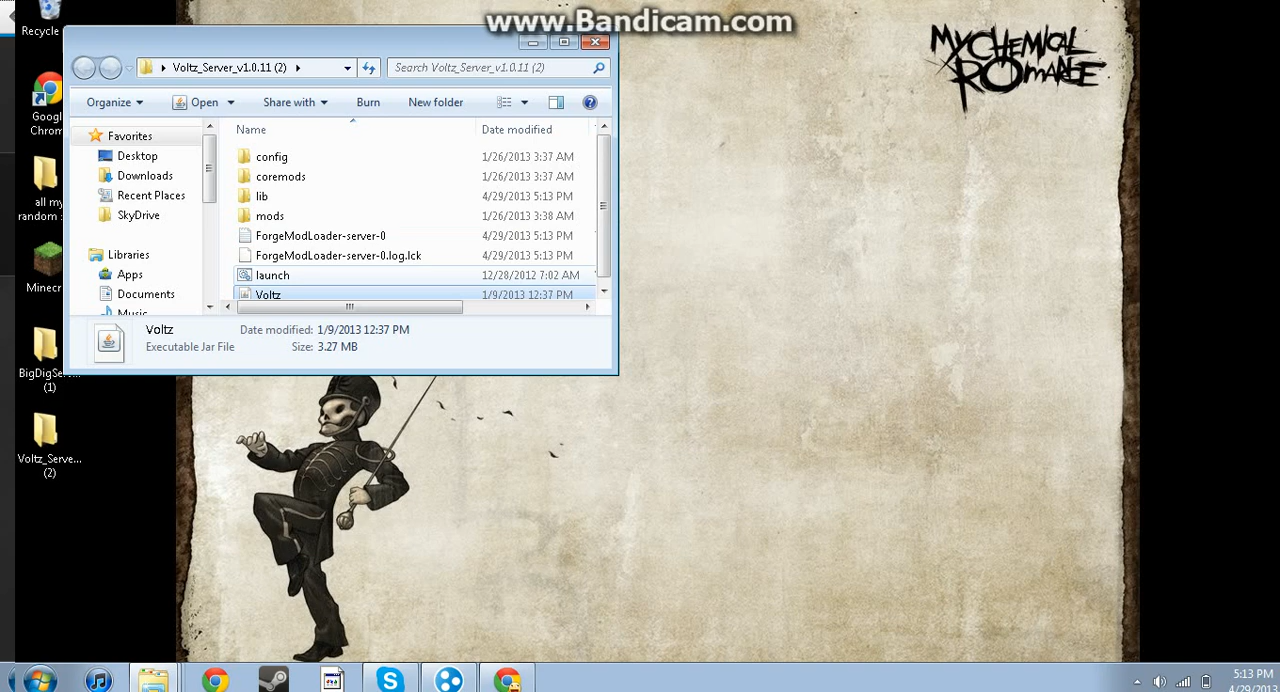 www.Bandicam.com
MY CHEMICAL
ROMANCE
Recycle
Google
Chrom
all my
random
Minecr
BigDigSer
(1)
Voltz_Serve...
(2)
Voltz_Server_v1.0.11 (2)
Search Voltz_Server_v1.0.11 (2)
Organize
Open
Share with
Burn
New folder
Favorites
Desktop
Downloads
Recent Places
SkyDrive
Libraries
Apps
Documents
Music
Name Date modified
config 1/26/2013 3:37 AM
coremods 1/26/2013 3:37 AM
lib 4/29/2013 5:13 PM
mods 1/26/2013 3:38 AM
ForgeModLoader-server-0 4/29/2013 5:13 PM
ForgeModLoader-server-0.log.lck 4/29/2013 5:13 PM
launch 12/28/2012 7:02 AM
Voltz 1/9/2013 12:37 PM
Voltz Date modified: 1/9/2013 12:37 PM
Executable Jar File Size: 3.27 MB
5:13 PM
4/29/2013